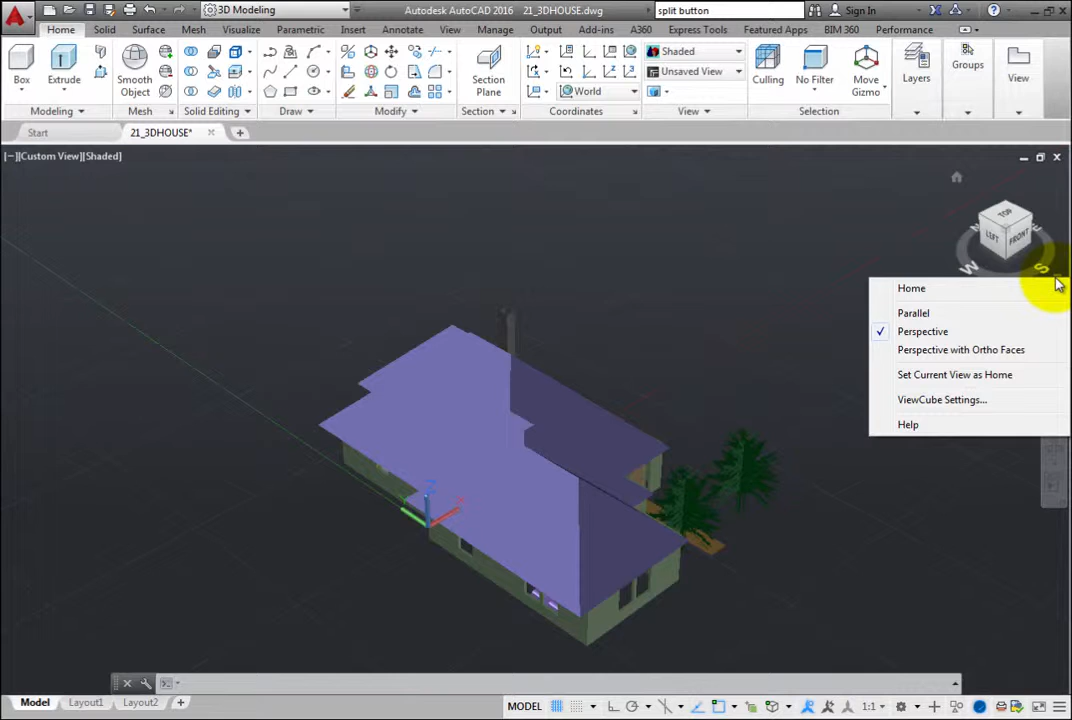 3D Modeling
Autodesk AutoCAD 2016 21_3DHOUSE.dwg
split button
Sign In
Home Solid Surface Mesh Visualize Parametric Insert Annotate View Manage Output Add-ins A360 Express Tools Featured Apps BIM 360 Performance
Box
Extrude
Smooth
Object
Section
Plane
World
Shaded
Unsaved View
Culling
No Filter
Move
Gizmo
Layers
Groups
View
Modeling
Mesh
Solid Editing
Draw
Modify
Section
Coordinates
View
Selection
Start
21_3DHOUSE*
[−][Custom View][Shaded]
TOP
LEFT
FRONT
N
E
W
S
Home
Parallel
Perspective
Perspective with Ortho Faces
Set Current View as Home
ViewCube Settings...
Help
Z
X
Y
Model
Layout1
Layout2
MODEL
1:1